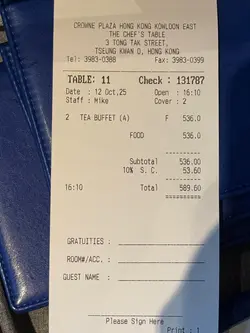 CROWNE PLAZA HONG KONG KOWLOON EAST
THE CHEF'S TABLE
3 TONG TAK STREET,
TSEUNG KWAN O, HONG KONG
Tel: 3983-0388 Fax: 3983-0399
TABLE: 11 Check : 131787
Date : 12 Oct,25 Open : 16:10
Staff : Mike Cover : 2
2 TEA BUFFET (A) F 536.0
FOOD 536.0
Subtotal 536.00
10% S.C. 53.60
16:10 Total 589.60
GRATUITIES :
ROOM#/ACC. :
GUEST NAME :
Please Sign Here
Print : 1